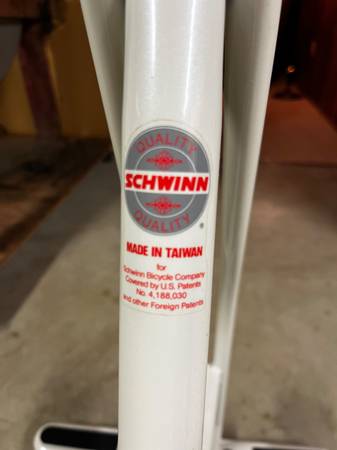 QUALITY
SCHWINN
QUALITY
®
MADE IN TAIWAN
for
Schwinn Bicycle Company
Covered by U.S. Patents
No. 4,188,030
and other Foreign Patents